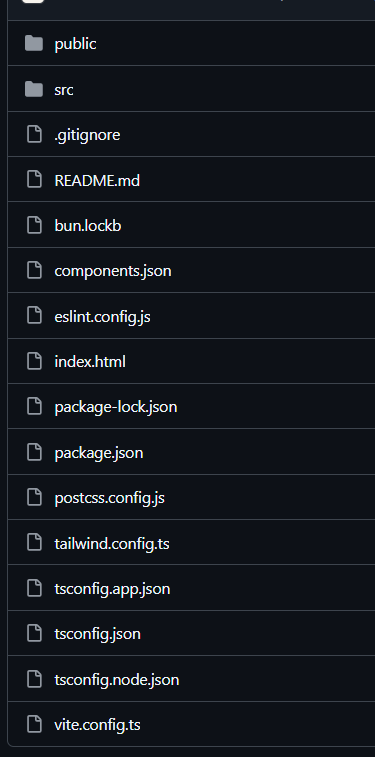 public
src
.gitignore
README.md
bun.lockb
components.json
eslint.config.js
index.html
package-lock.json
package.json
postcss.config.js
tailwind.config.ts
tsconfig.app.json
tsconfig.json
tsconfig.node.json
vite.config.ts